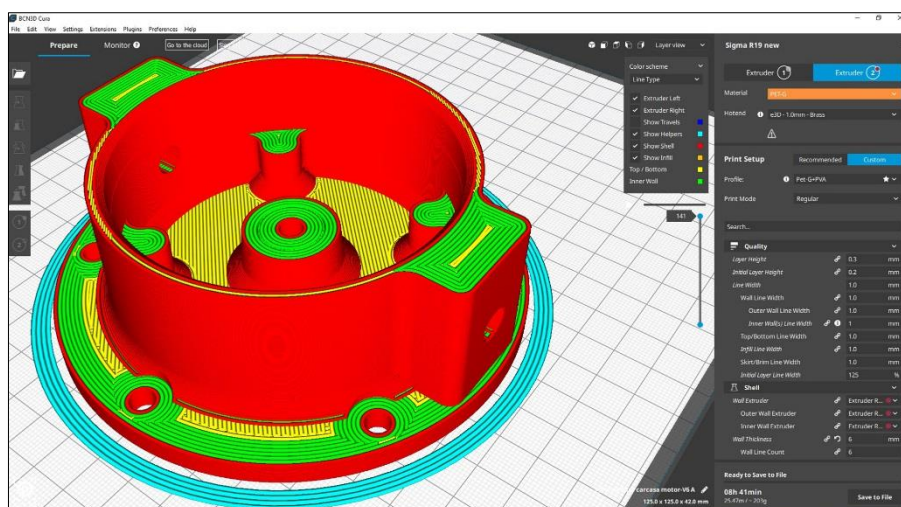 BCN3D Cura
File Edit View Settings Extensions Plugins Preferences Help
Prepare Monitor Go to the cloud
Layer view
Sigma R19 new
Color scheme
Line Type
Extruder Left
Extruder Right
Show Travels
Show Helpers
Show Shell
Show Infill
Top / Bottom
Inner Wall
141
Extruder 1 Extruder 2
Material PET-G
Hotend e3D - 1.0mm - Brass
Print Setup Recommended Custom
Profile: Pet-G+PVA
Print Mode Regular
Search...
Quality
Layer Height 0.3 mm
Initial Layer Height 0.2 mm
Line Width 1.0 mm
Wall Line Width 1.0 mm
Outer Wall Line Width 1.0 mm
Inner Wall(s) Line Width 1 mm
Top/Bottom Line Width 1.0 mm
Infill Line Width 1.0 mm
Skirt/Brim Line Width 1.0 mm
Initial Layer Line Width 125 %
Shell
Wall Extruder Extruder R...
Outer Wall Extruder Extruder R...
Inner Wall Extruder Extruder R...
Wall Thickness 6 mm
Wall Line Count 6
carcasa motor-V6 A
125.0 x 125.0 x 42.0 mm
Ready to Save to File
08h 41min
25.47m / ~ 203g
Save to File